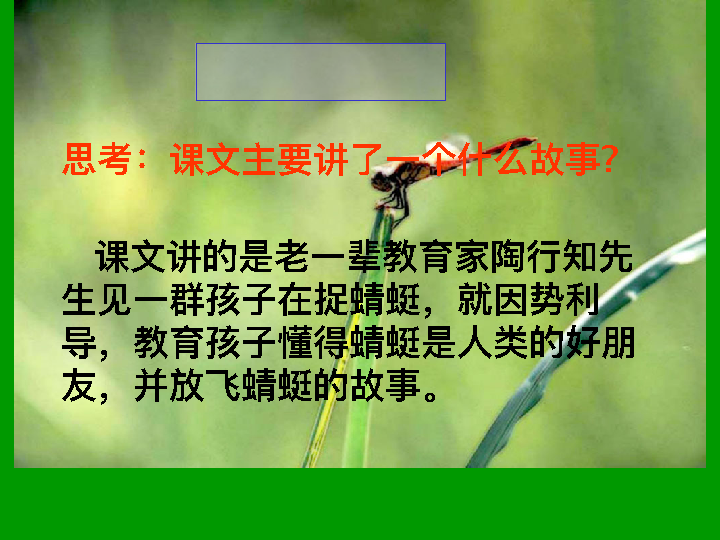 思考：课文主要讲了一个什么故事?
课文讲的是老一辈教育家陶行知先
生见一群孩子在捉蜻蜓，就因势利
导，教育孩子懂得蜻蜓是人类的好朋
友，并放飞蜻蜓的故事。